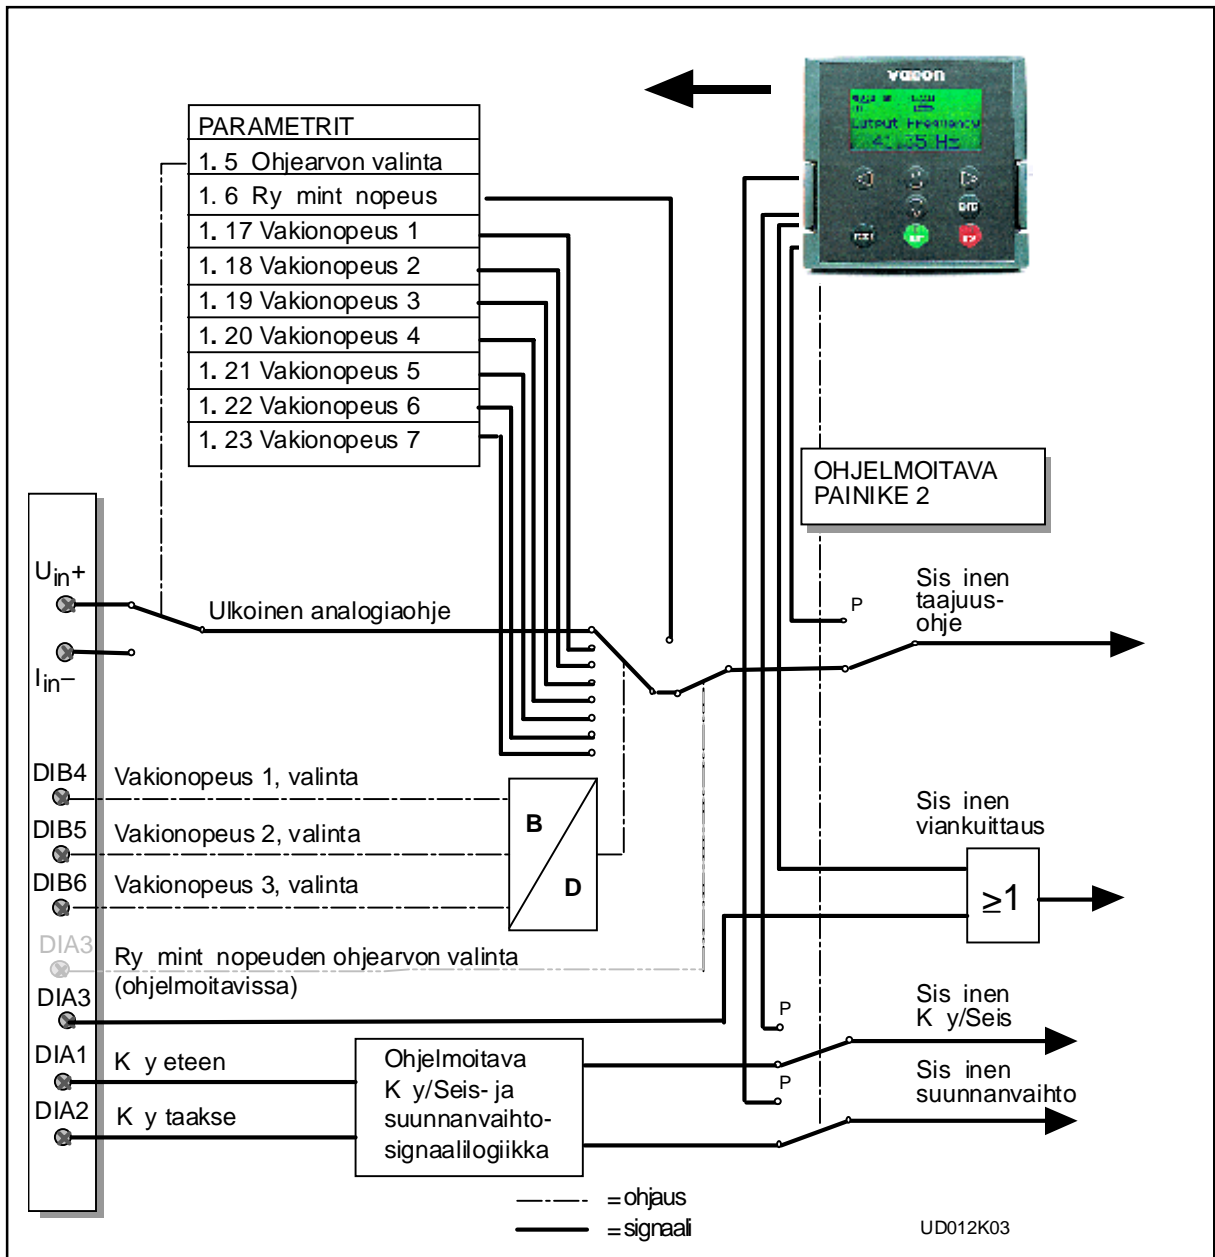 vacon
Output Frequency
PARAMETRIT
1. 5 Ohjearvon valinta
1. 6 Ry mint nopeus
1. 17 Vakionopeus 1
1. 18 Vakionopeus 2
1. 19 Vakionopeus 3
1. 20 Vakionopeus 4
1. 21 Vakionopeus 5
1. 22 Vakionopeus 6
1. 23 Vakionopeus 7
OHJELMOITAVA
PAINIKE 2
Uin+
Ulkoinen analogiaohje
Iin–
P
Sis inen
taajuus-
ohje
DIB4
Vakionopeus 1, valinta
DIB5
Vakionopeus 2, valinta
DIB6
Vakionopeus 3, valinta
B
D
Sis inen
viankuittaus
≥1
DIA3
Ry mint nopeuden ohjearvon valinta
(ohjelmoitavissa)
DIA3
DIA1
K y eteen
DIA2
K y taakse
Ohjelmoitava
K y/Seis- ja
suunnanvaihto-
signaalilogiikka
P
Sis inen
K y/Seis
P
Sis inen
suunnanvaihto
=ohjaus
=signaali
UD012K03